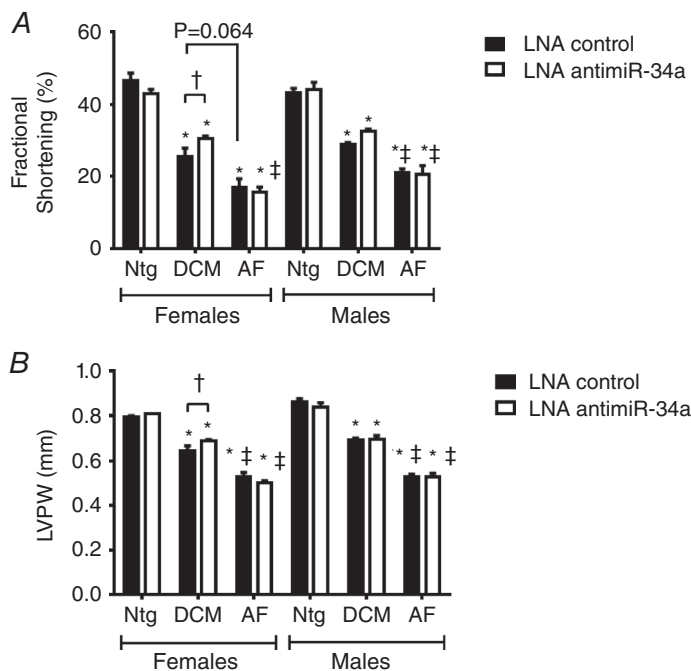 A
Fractional
Shortening (%)
60
40
20
0
P=0.064
†
* * * * ‡
* * *‡ *‡
Ntg DCM AF Ntg DCM AF
Females Males
LNA control
LNA antimiR-34a
B
LVPW (mm)
1.0
0.8
0.6
0.4
0.2
0.0
†
* * * ‡ * ‡
* * * ‡ * ‡
Ntg DCM AF Ntg DCM AF
Females Males
LNA control
LNA antimiR-34a